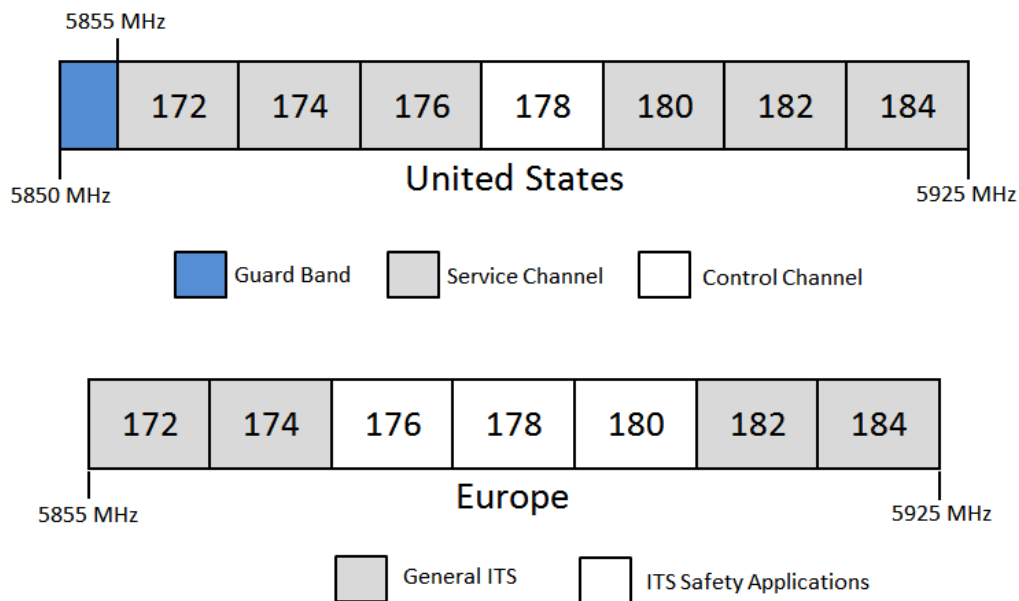 5855 MHz
172 174 176 178 180 182 184
5850 MHz United States 5925 MHz
Guard Band Service Channel Control Channel
172 174 176 178 180 182 184
5855 MHz Europe 5925 MHz
General ITS ITS Safety Applications